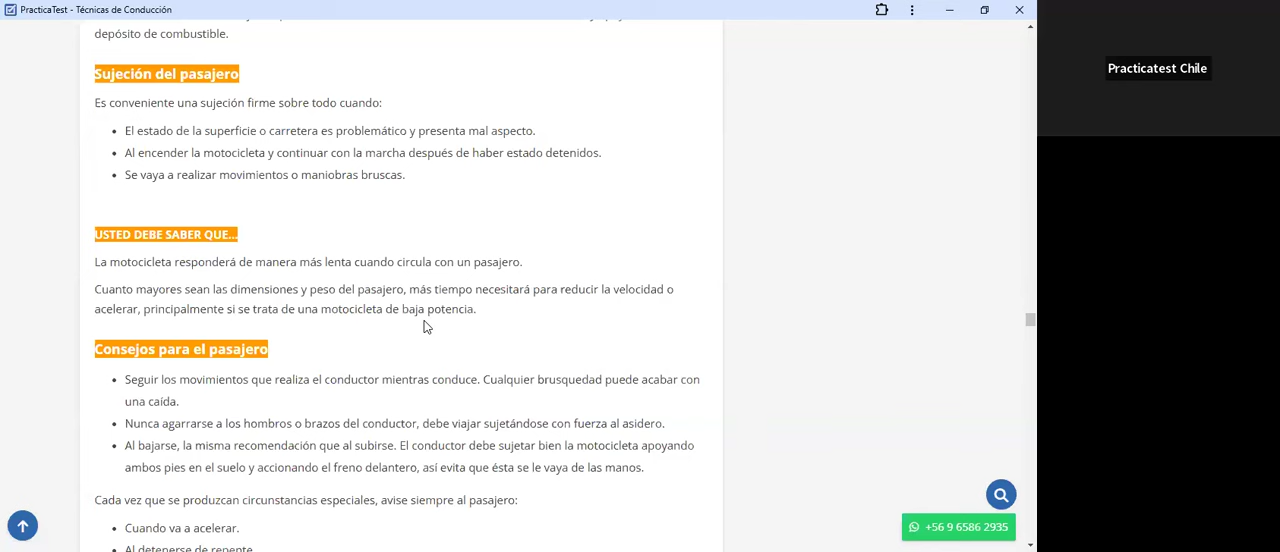 PracticaTest - Técnicas de Conducción
depósito de combustible.
Sujeción del pasajero
Es conveniente una sujeción firme sobre todo cuando:
• El estado de la superficie o carretera es problemático y presenta mal aspecto.
• Al encender la motocicleta y continuar con la marcha después de haber estado detenidos.
• Se vaya a realizar movimientos o maniobras bruscas.
USTED DEBE SABER QUE...
La motocicleta responderá de manera más lenta cuando circula con un pasajero.
Cuanto mayores sean las dimensiones y peso del pasajero, más tiempo necesitará para reducir la velocidad o
acelerar, principalmente si se trata de una motocicleta de baja potencia.
Consejos para el pasajero
• Seguir los movimientos que realiza el conductor mientras conduce. Cualquier brusquedad puede acabar con
una caída.
• Nunca agarrarse a los hombros o brazos del conductor, debe viajar sujetándose con fuerza al asidero.
• Al bajarse, la misma recomendación que al subirse. El conductor debe sujetar bien la motocicleta apoyando
ambos pies en el suelo y accionando el freno delantero, así evita que ésta se le vaya de las manos.
Cada vez que se produzcan circunstancias especiales, avise siempre al pasajero:
• Cuando va a acelerar.
• Al detenerse de repente.
+56 9 6586 2935
Practicatest Chile